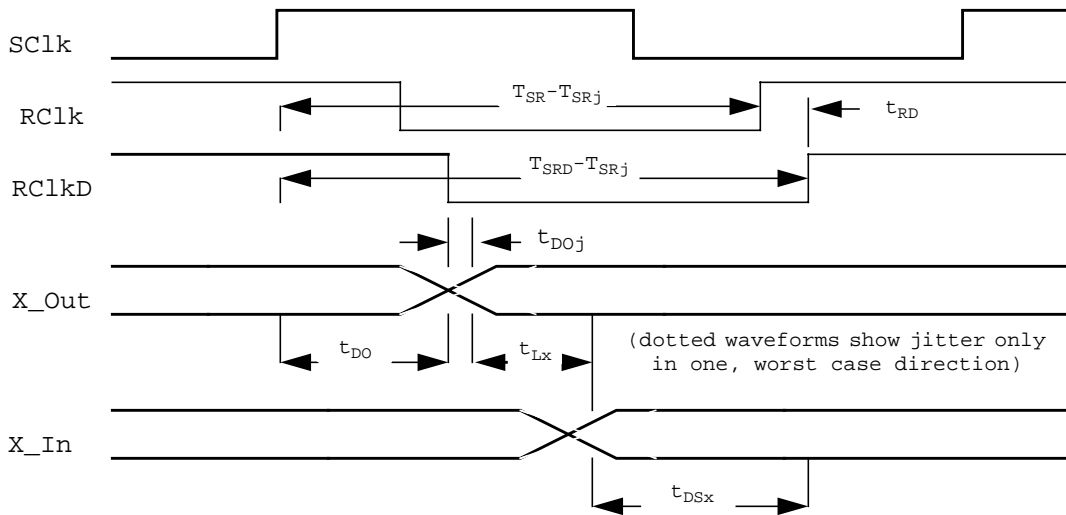 SClk
T_SR-T_SRj
RClk
t_RD
T_SRD-T_SRj
RClkD
t_DOj
X_Out
t_DO
t_Lx
(dotted waveforms show jitter only
in one, worst case direction)
X_In
t_DSx